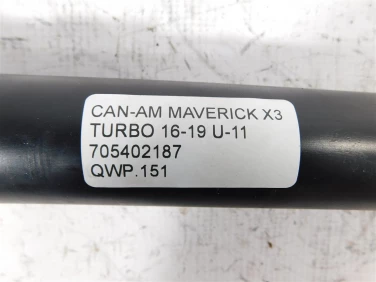 CAN-AM MAVERICK X3
TURBO 16-19 U-11
705402187
QWP.151